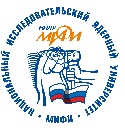 НАЦИОНАЛЬНЫЙ ИССЛЕДОВАТЕЛЬСКИЙ ЯДЕРНЫЙ УНИВЕРСИТЕТ
МИФИ